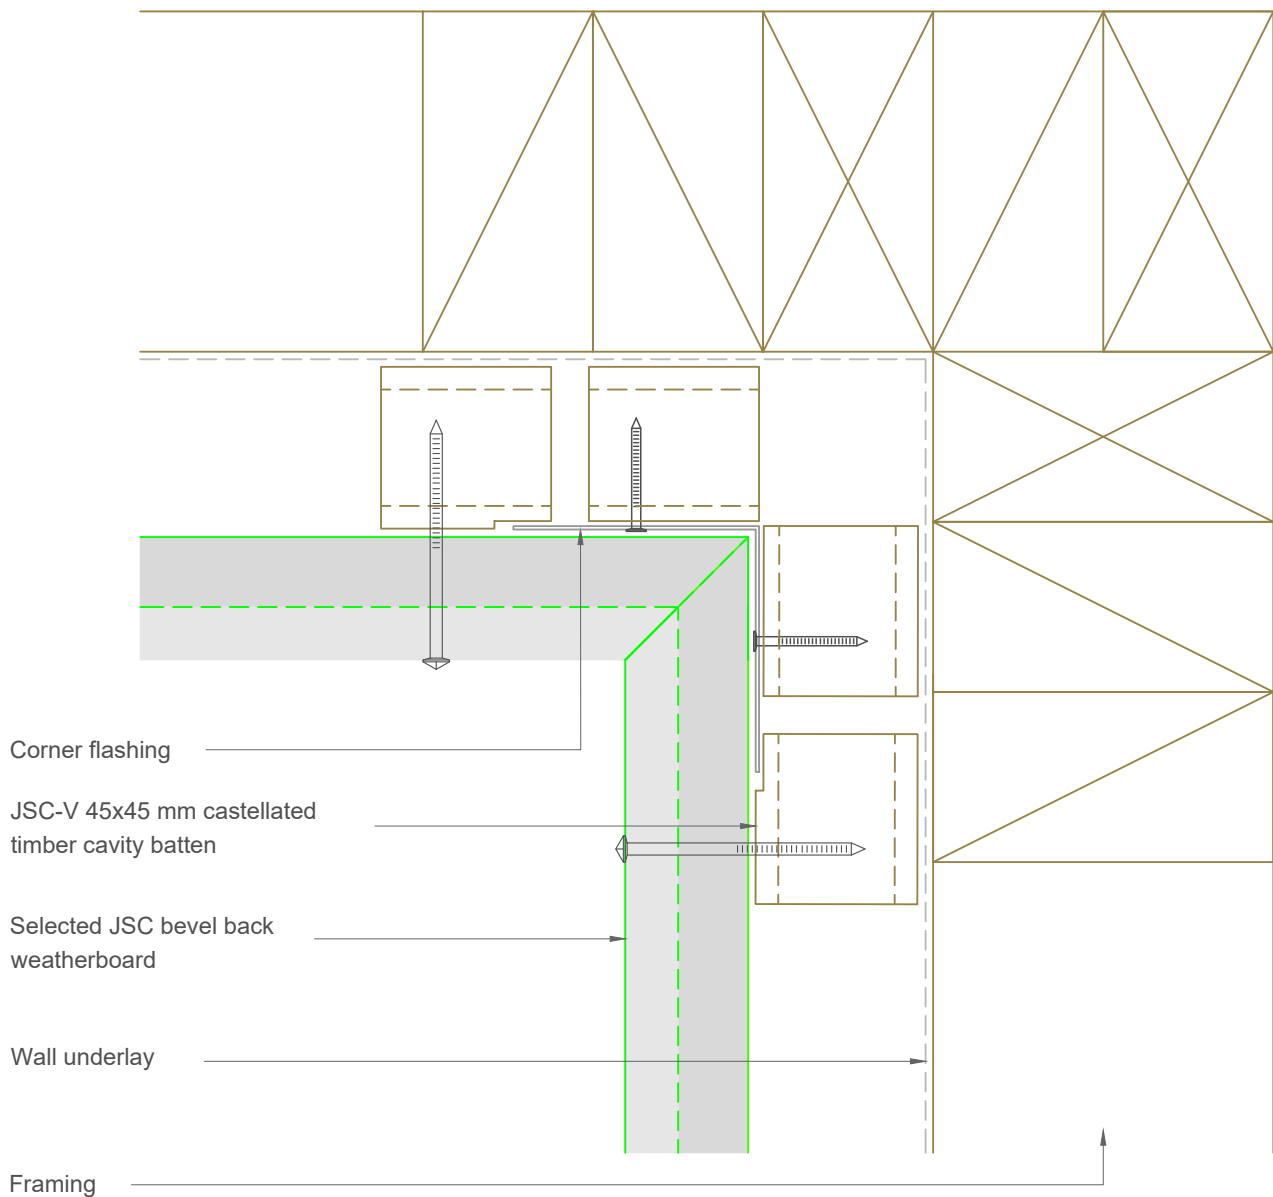 Corner flashing
JSC-V 45x45 mm castellated
timber cavity batten
Selected JSC bevel back
weatherboard
Wall underlay
Framing